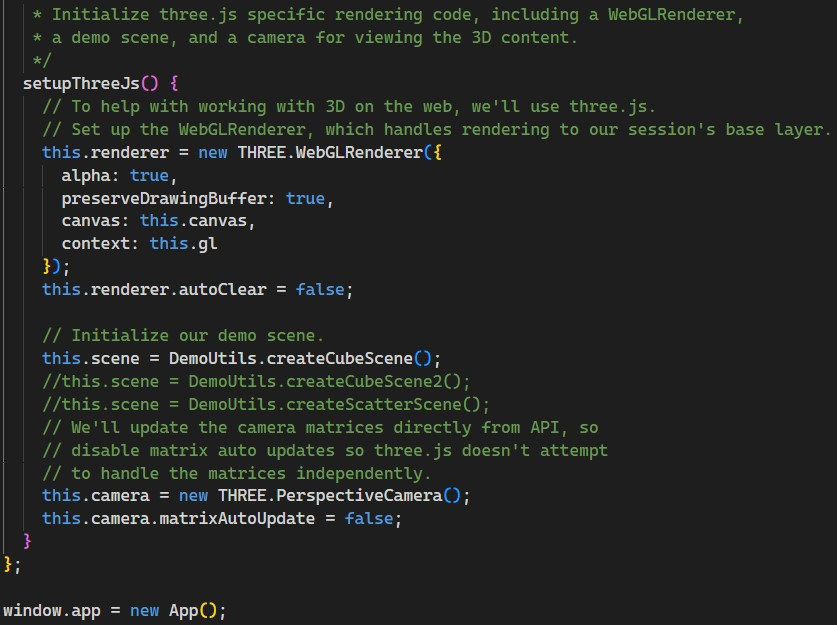 * Initialize three.js specific rendering code, including a WebGLRenderer,
* a demo scene, and a camera for viewing the 3D content.
*/
setupThreeJs() {
// To help with working with 3D on the web, we'll use three.js.
// Set up the WebGLRenderer, which handles rendering to our session's base layer.
this.renderer = new THREE.WebGLRenderer({
alpha: true,
preserveDrawingBuffer: true,
canvas: this.canvas,
context: this.gl
});
this.renderer.autoClear = false;
// Initialize our demo scene.
this.scene = DemoUtils.createCubeScene();
//this.scene = DemoUtils.createCubeScene2();
//this.scene = DemoUtils.createScatterScene();
// We'll update the camera matrices directly from API, so
// disable matrix auto updates so three.js doesn't attempt
// to handle the matrices independently.
this.camera = new THREE.PerspectiveCamera();
this.camera.matrixAutoUpdate = false;
}
};
window.app = new App();